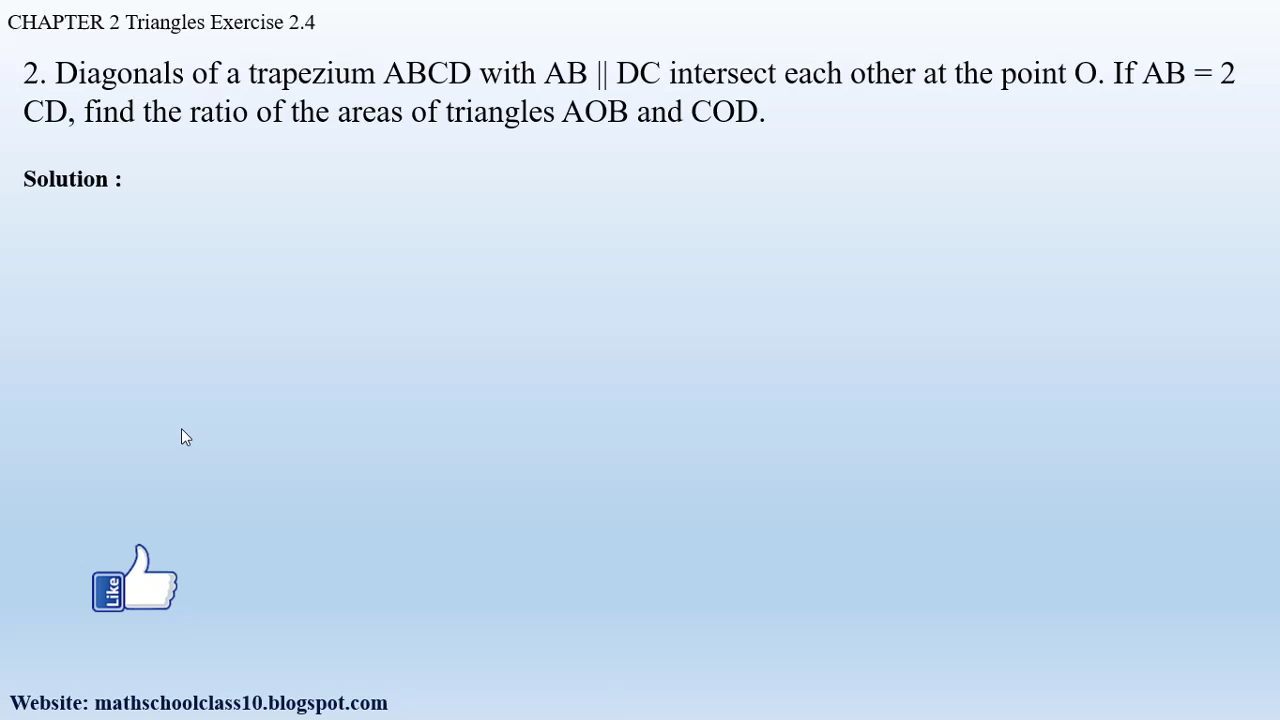 CHAPTER 2 Triangles Exercise 2.4
2. Diagonals of a trapezium ABCD with AB || DC intersect each other at the point O. If AB = 2
CD, find the ratio of the areas of triangles AOB and COD.
Solution :
Like
Website: mathschoolclass10.blogspot.com